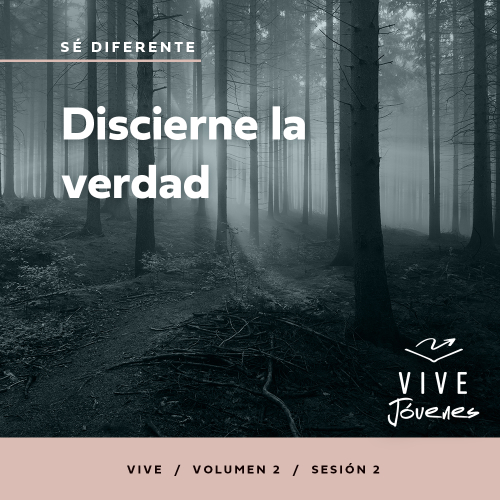 SÉ DIFERENTE
Discierne la
verdad
VIVE
Jóvenes
VIVE / VOLUMEN 2 / SESIÓN 2